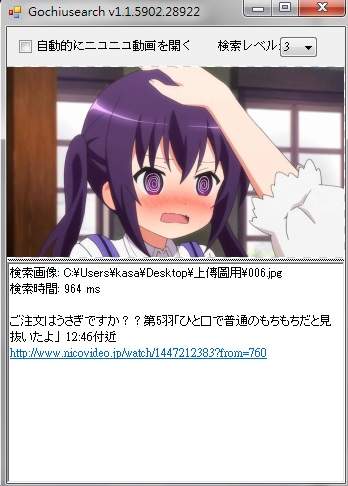 Gochiusearch v1.1.5902.28922
自動的にニコニコ動画を開く 検索レベル: 3
検索画像: C:¥Users¥kasa¥Desktop¥上傳圖用¥006.jpg
検索時間: 964 ms
ご注文はうさぎですか？？第5羽「ひと口で普通のもちもちだと見
抜いたよ」 12:46付近
http://www.nicovideo.jp/watch/1447212383?from=760